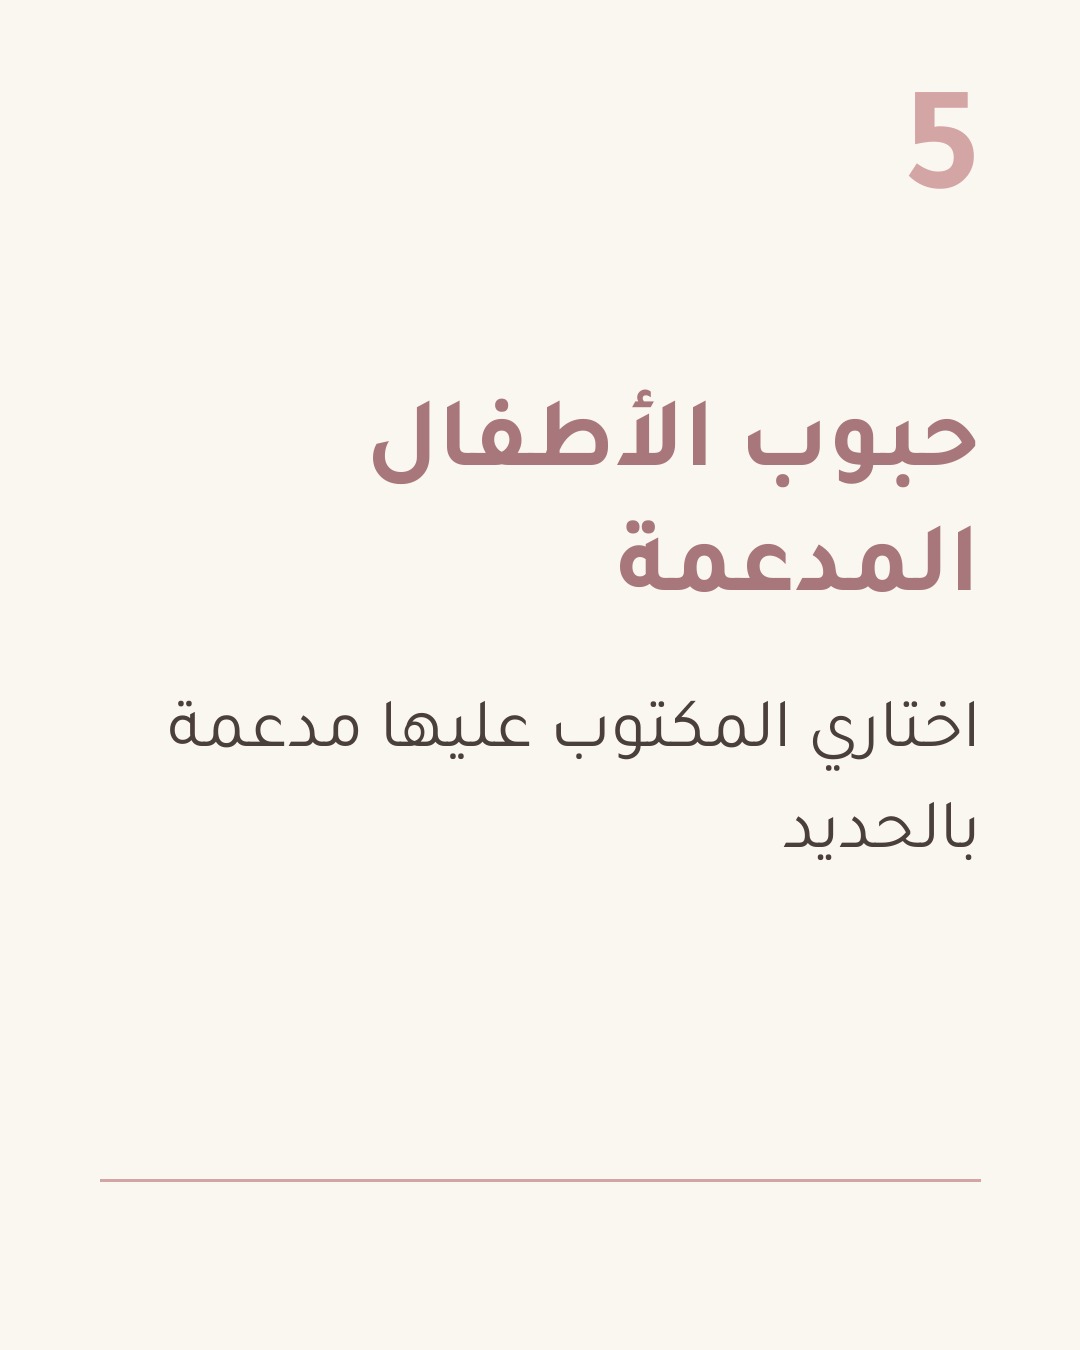 5
حبوب الأطفال
المدعمة
اختاري المكتوب عليها مدعمة
بالحديد